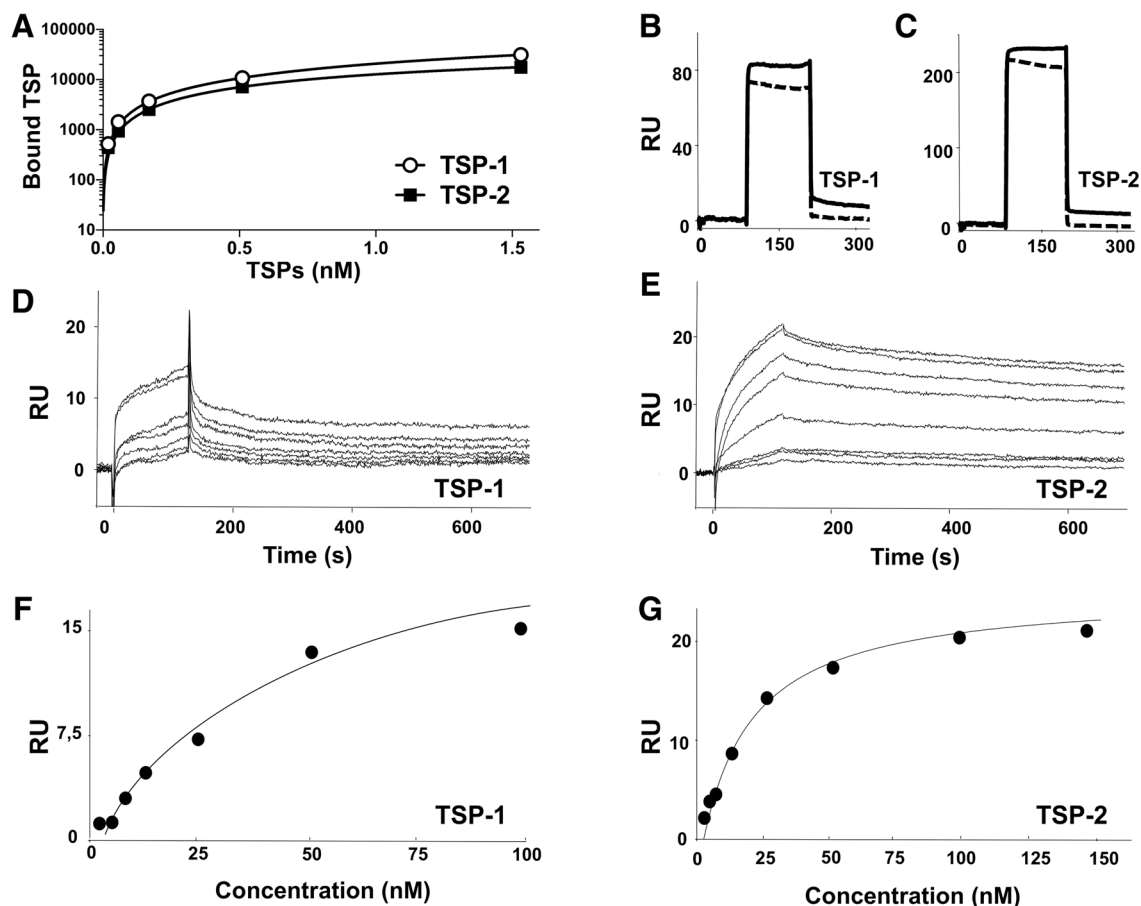 A
Bound TSP
100000
10000
1000
100
10
TSP-1
TSP-2
0.0 0.5 1.0 1.5
TSPs (nM)
B
RU
80
40
0
TSP-1
0 150 300
C
200
100
0
TSP-2
0 150 300
D
RU
20
10
0
TSP-1
0 200 400 600
Time (s)
E
RU
20
10
0
TSP-2
0 200 400 600
Time (s)
F
RU
15
7,5
0
TSP-1
0 25 50 75 100
Concentration (nM)
G
RU
20
10
0
TSP-2
0 25 50 75 100 125 150
Concentration (nM)